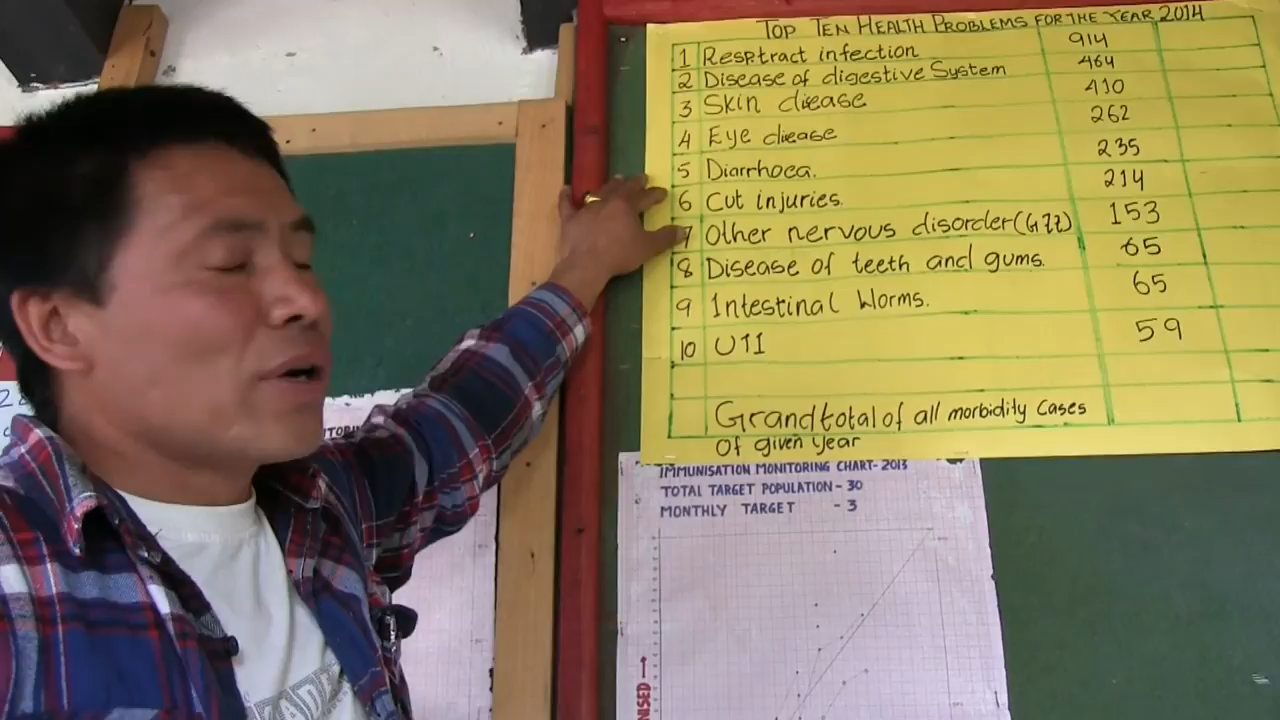 TOP TEN HEALTH PROBLEMS FOR THE YEAR 2014
1 Resp.tract infection 914
2 Disease of digestive System 464
3 Skin disease 410
4 Eye disease 262
5 Diarrhoea. 235
6 Cut injuries. 214
7 Other nervous disorder(GZZ) 153
8 Disease of teeth and gums. 65
9 Intestinal Worms. 65
10 UTI 59
Grand total of all morbidity Cases
Of given year
IMMUNISATION MONITORING CHART- 2013
TOTAL TARGET POPULATION - 30
MONTHLY TARGET - 3